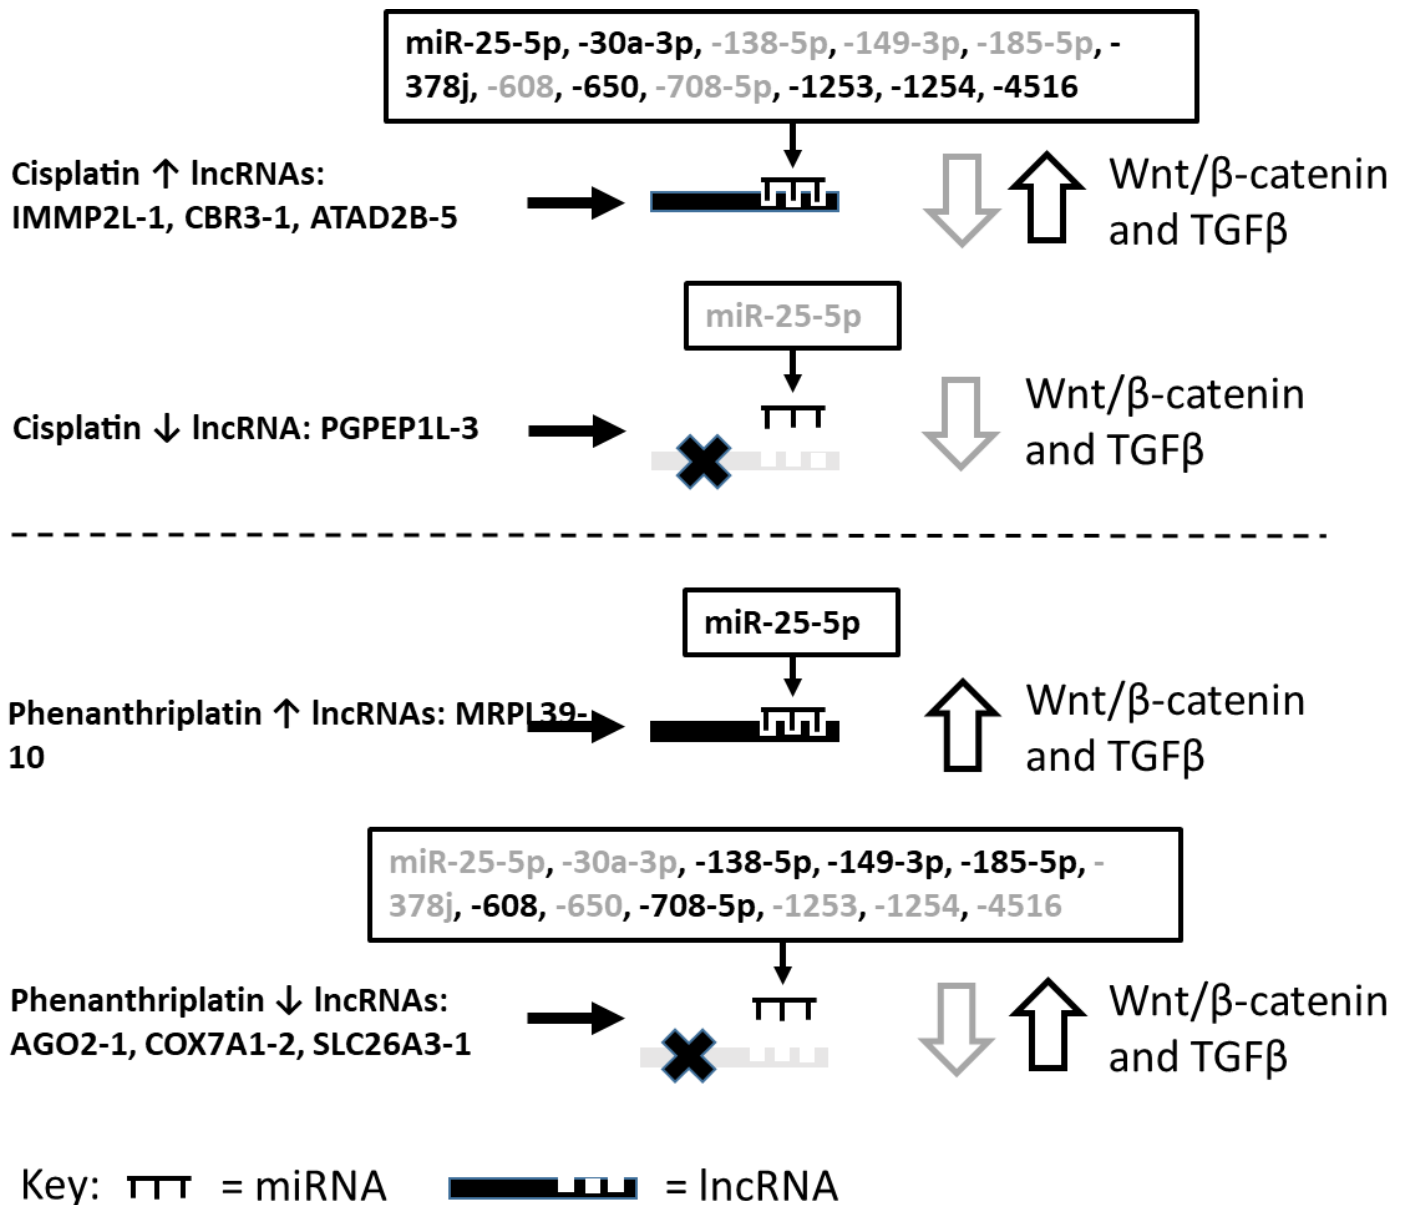 miR-25-5p, -30a-3p, -138-5p, -149-3p, -185-5p, -
378j, -608, -650, -708-5p, -1253, -1254, -4516
Cisplatin ↑ lncRNAs:
IMMP2L-1, CBR3-1, ATAD2B-5
Wnt/β-catenin
and TGFβ
miR-25-5p
Cisplatin ↓ lncRNA: PGPEP1L-3
Wnt/β-catenin
and TGFβ
miR-25-5p
Phenanthriplatin ↑ lncRNAs: MRPL39-
10
Wnt/β-catenin
and TGFβ
miR-25-5p, -30a-3p, -138-5p, -149-3p, -185-5p, -
378j, -608, -650, -708-5p, -1253, -1254, -4516
Phenanthriplatin ↓ lncRNAs:
AGO2-1, COX7A1-2, SLC26A3-1
Wnt/β-catenin
and TGFβ
Key: = miRNA = lncRNA